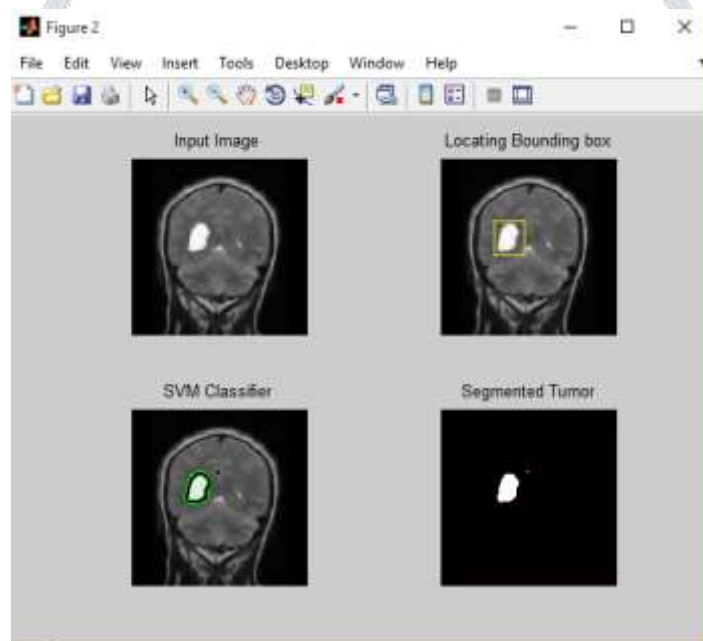 Figure 2
File Edit View Insert Tools Desktop Window Help
Input Image
Locating Bounding box
SVM Classifier
Segmented Tumor